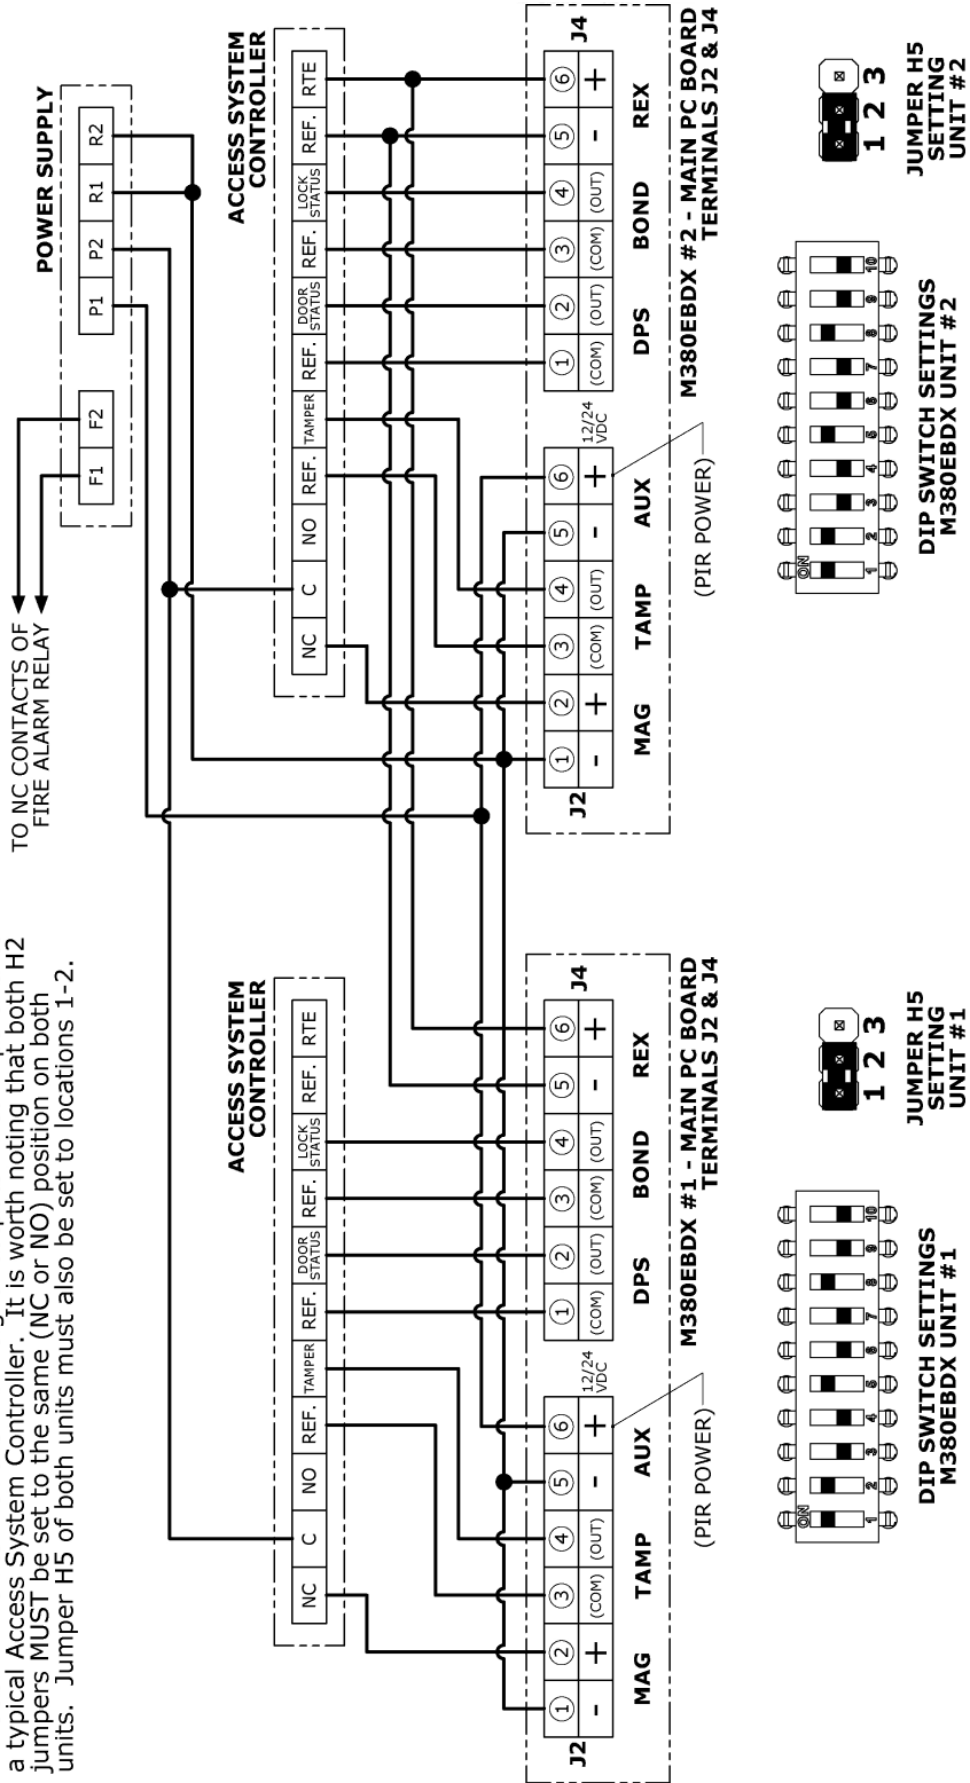 a typical Access System Controller.  It is worth noting that both H2
jumpers MUST be set to the same (NC or NO) position on both
units.  Jumper H5 of both units must also be set to locations 1-2.
TO NC CONTACTS OF
FIRE ALARM RELAY
POWER SUPPLY
F1 F2 P1 P2 R1 R2
ACCESS SYSTEM
CONTROLLER
NC C NO REF. TAMPER REF. DOOR STATUS REF. LOCK STATUS REF. RTE
ACCESS SYSTEM
CONTROLLER
NC C NO REF. TAMPER REF. DOOR STATUS REF. LOCK STATUS REF. RTE
J2
1 2 3 4 5 6
- + (COM) (OUT) - + 12/24 VDC
MAG TAMP AUX
(PIR POWER)
J4
1 2 3 4 5 6
(COM) (OUT) (COM) (OUT) - +
DPS BOND REX
M380EBDX #1 - MAIN PC BOARD
TERMINALS J2 & J4
J2
1 2 3 4 5 6
- + (COM) (OUT) - + 12/24 VDC
MAG TAMP AUX
(PIR POWER)
J4
1 2 3 4 5 6
(COM) (OUT) (COM) (OUT) - +
DPS BOND REX
M380EBDX #2 - MAIN PC BOARD
TERMINALS J2 & J4
ON
1 2 3 4 5 6 7 8 9 10
DIP SWITCH SETTINGS
M380EBDX UNIT #1
1 2 3
JUMPER H5
SETTING
UNIT #1
ON
1 2 3 4 5 6 7 8 9 10
DIP SWITCH SETTINGS
M380EBDX UNIT #2
1 2 3
JUMPER H5
SETTING
UNIT #2